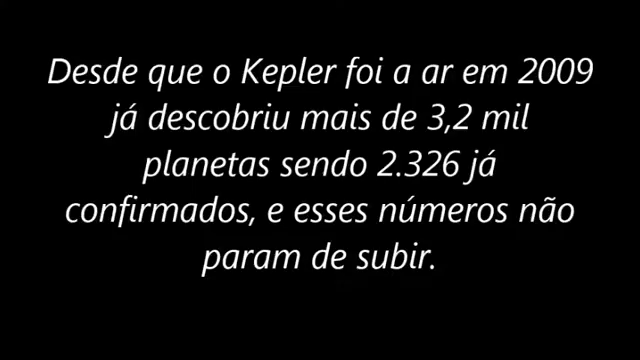 Desde que o Kepler foi a ar em 2009
já descobriu mais de 3,2 mil
planetas sendo 2.326 já
confirmados, e esses números não
param de subir.